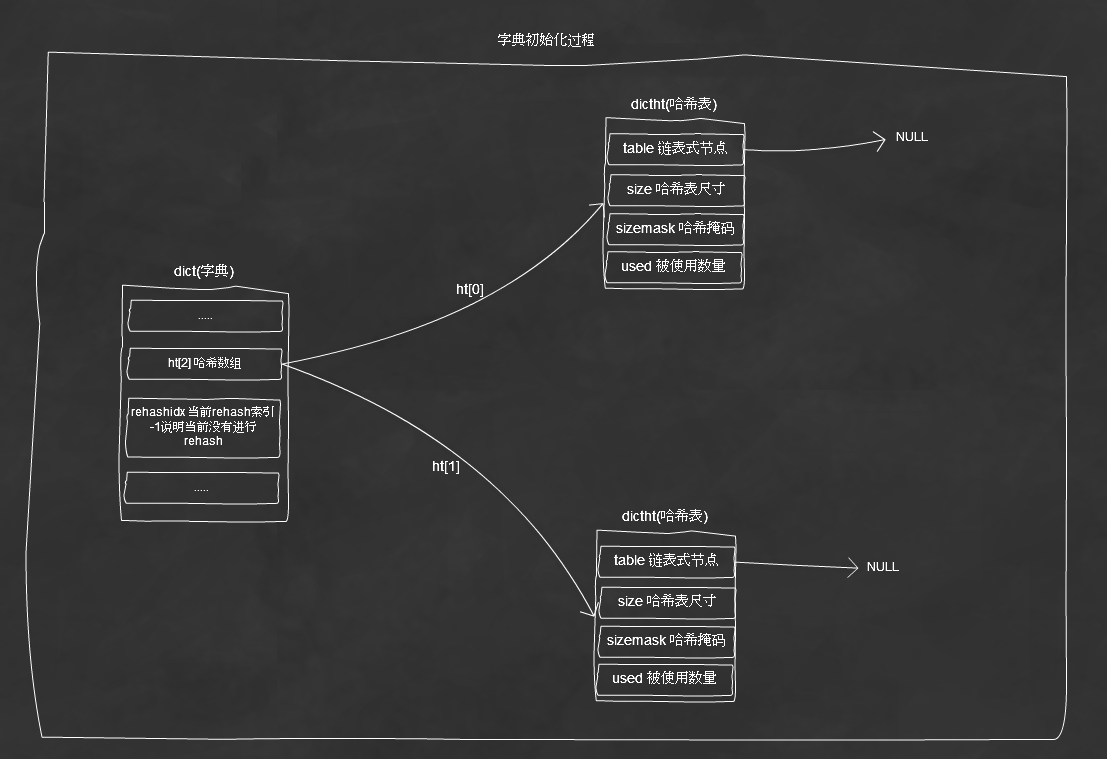 字典初始化过程
dictht(哈希表)
table 链表式节点
NULL
size 哈希表尺寸
sizemask 哈希掩码
used 被使用数量
dict(字典)
.....
ht[2] 哈希数组
rehashidx 当前rehash索引
-1说明当前没有进行
rehash
.....
ht[0]
ht[1]
dictht(哈希表)
table 链表式节点
NULL
size 哈希表尺寸
sizemask 哈希掩码
used 被使用数量